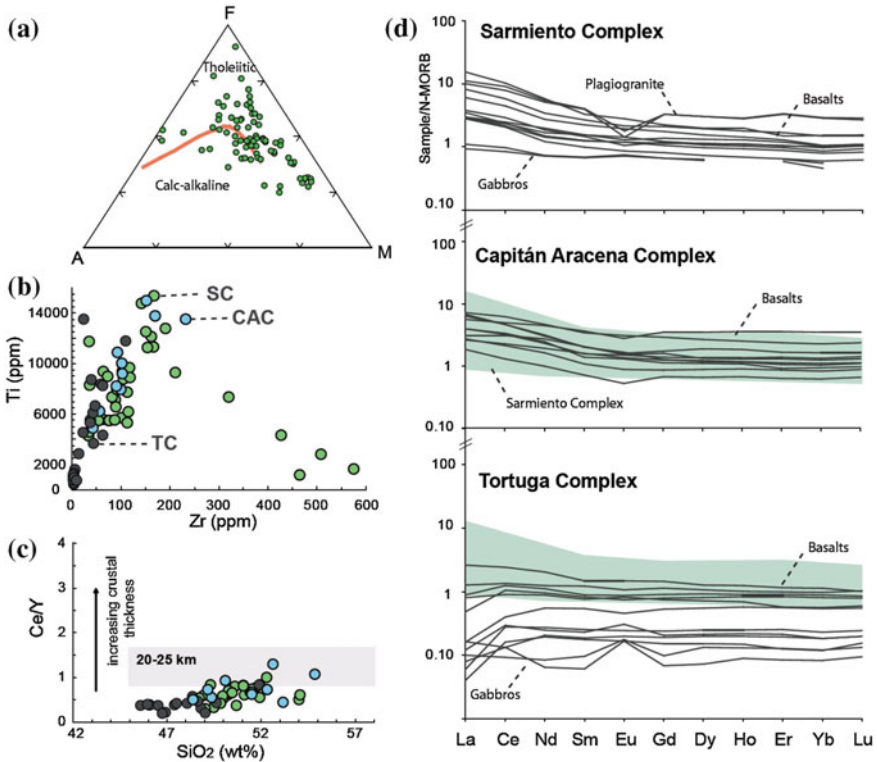 (a)
F
Tholeiitic
Calc-alkaline
A
M
(b)
Ti (ppm)
14000
10000
6000
2000
0
SC
CAC
TC
0
100
200
300
400
500
600
Zr (ppm)
(c)
Ce/Y
4
3
2
1
0
increasing crustal
thickness
20-25 km
42
47
52
57
SiO₂ (wt%)
(d)
Sample/N-MORB
Sarmiento Complex
100
10
1
0.10
Plagiogranite
Basalts
Gabbros
Capitán Aracena Complex
100
10
1
0.10
Basalts
Sarmiento Complex
Tortuga Complex
100
10
1
0.10
Basalts
Gabbros
La Ce Nd Sm Eu Gd Dy Ho Er Yb Lu